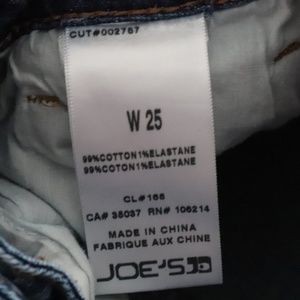 CUT#002787
W 25
99%COTTON1%ELASTANE
99%COTON1%ELASTANE
CL#166
CA# 35037 RN# 106214
MADE IN CHINA
FABRIQUE AUX CHINE
JOE'S